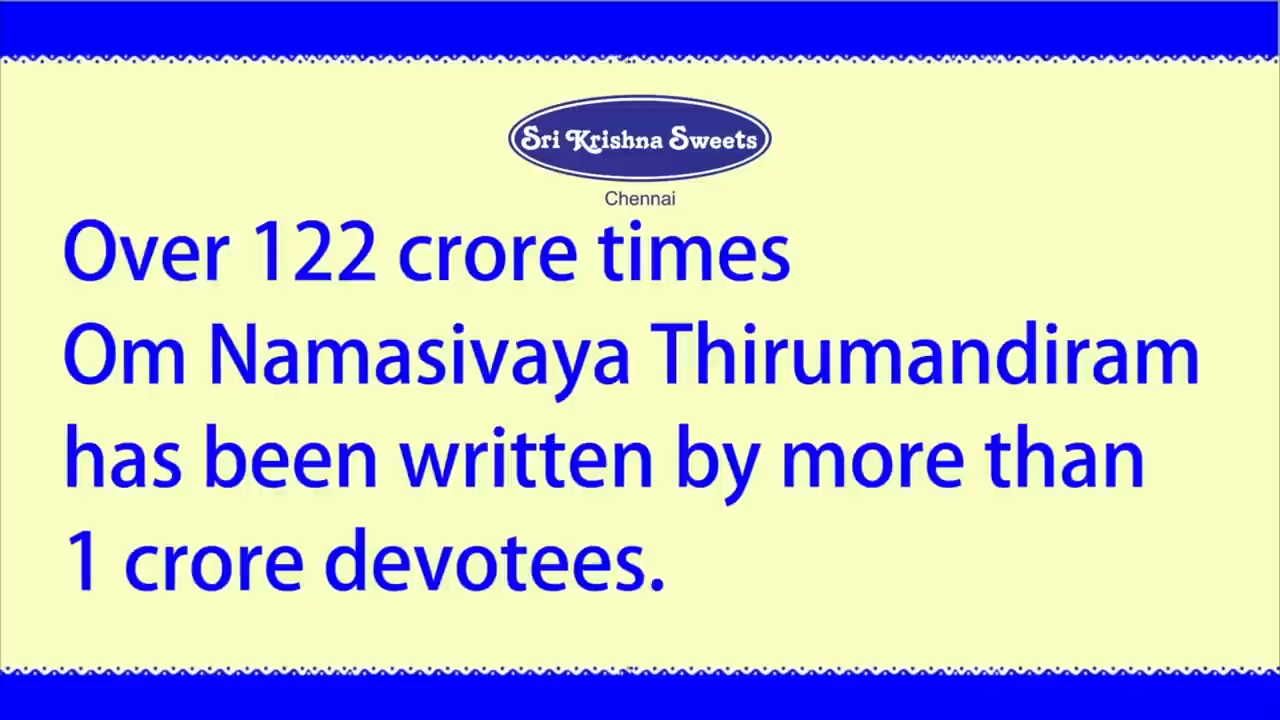 Sri Krishna Sweets
Chennai
Over 122 crore times
Om Namasivaya Thirumandiram
has been written by more than
1 crore devotees.